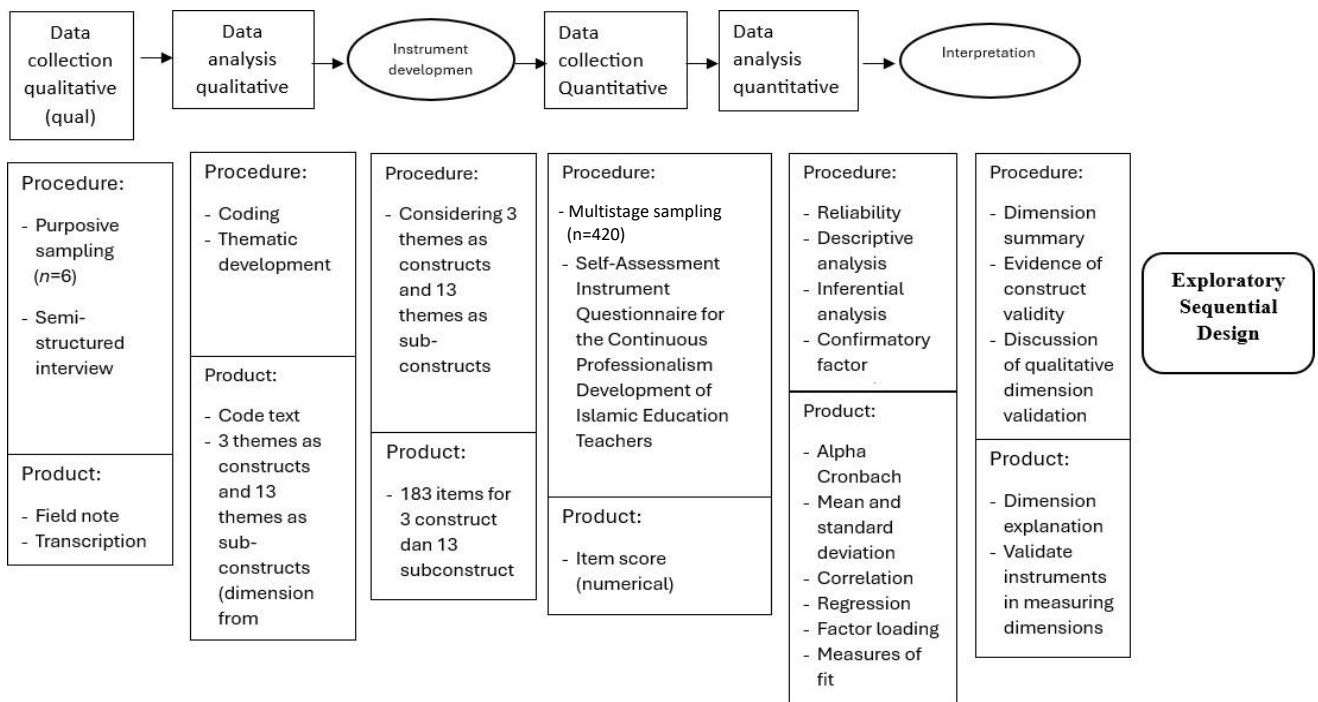 Data
collection
qualitative
(qual)
Data
analysis
qualitative
Instrument
developmen
Data
collection
Quantitative
Data
analysis
quantitative
Interpretation
Procedure:
- Purposive
sampling
(n=6)
- Semi-
structured
interview
Product:
- Field note
- Transcription
Procedure:
- Coding
- Thematic
development
Product:
- Code text
- 3 themes as
constructs
and 13
themes as
sub-
constructs
(dimension
from
Procedure:
- Considering 3
themes as
constructs
and 13
themes as
sub-
constructs
Product:
- 183 items for
3 construct
dan 13
subconstruct
Procedure:
- Multistage sampling
(n=420)
- Self-Assessment
Instrument
Questionnaire for
the Continuous
Professionalism
Development of
Islamic Education
Teachers
Product:
- Item score
(numerical)
Procedure:
- Reliability
- Descriptive
analysis
- Inferential
analysis
- Confirmatory
factor
Product:
- Alpha
Cronbach
- Mean and
standard
deviation
- Correlation
- Regression
- Factor loading
- Measures of
fit
Procedure:
- Dimension
summary
- Evidence of
construct
validity
- Discussion
of qualitative
dimension
validation
Product:
- Dimension
explanation
- Validate
instruments
in measuring
dimensions
Exploratory
Sequential
Design